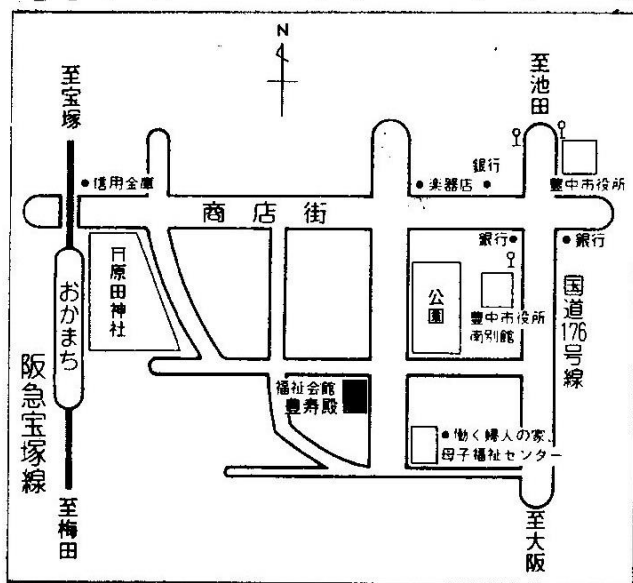 N
至宝塚
至池田
信用金庫
銀行
楽器店
豊中市役所
商店街
原田神社
おかまち
銀行
銀行
公園
豊中市役所
南別館
国道176号線
阪急宝塚線
福祉会館
豊寿殿
働く婦人の家、
母子福祉センター
至梅田
至大阪